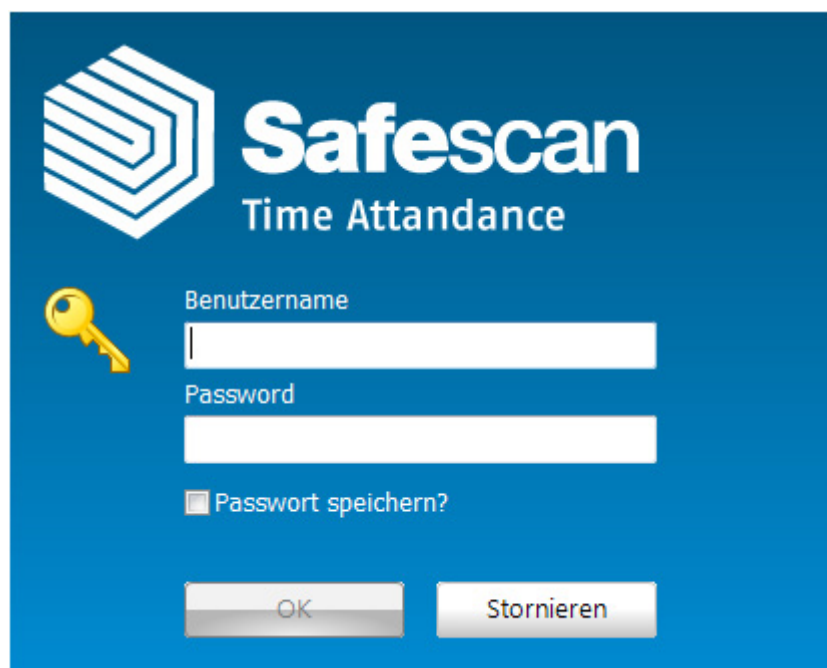 Safescan
Time Attandance
Benutzername
Password
Passwort speichern?
OK
Stornieren